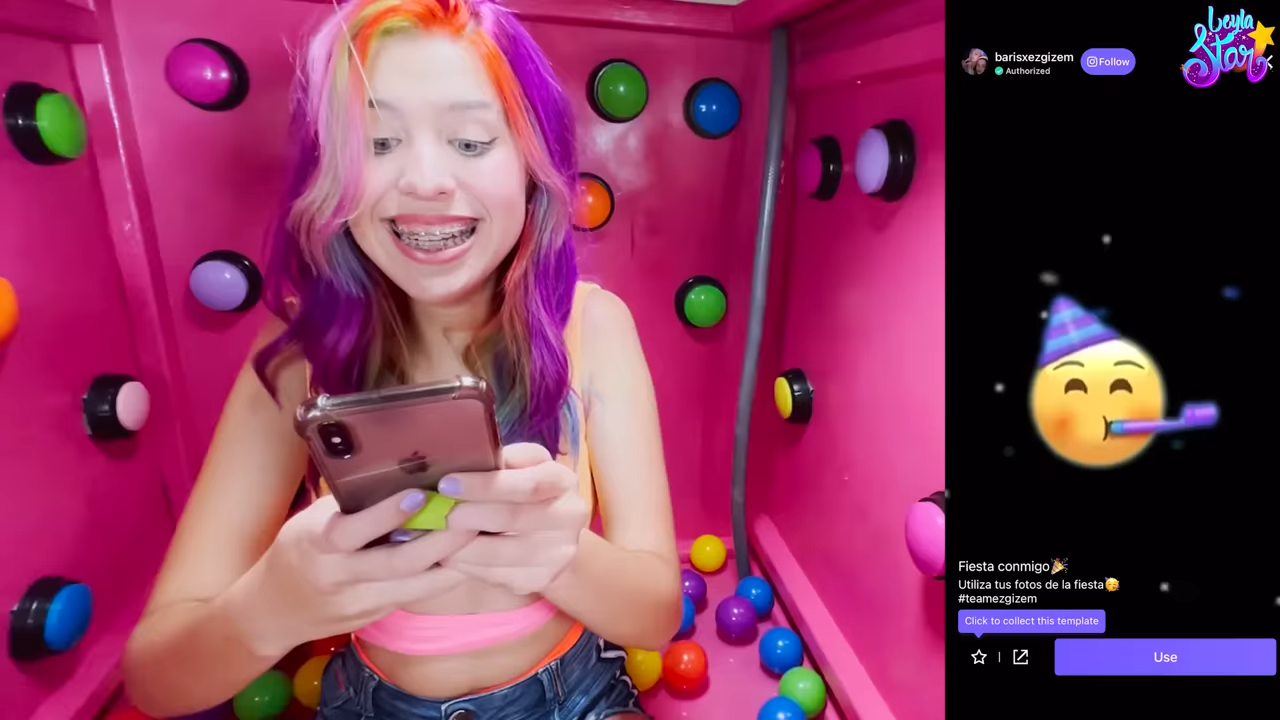 Leyla
Star
barisxezgizem
Authorized
Follow
Fiesta conmigo🎉
Utiliza tus fotos de la fiesta🥳
#teamezgizem
Click to collect this template
Use